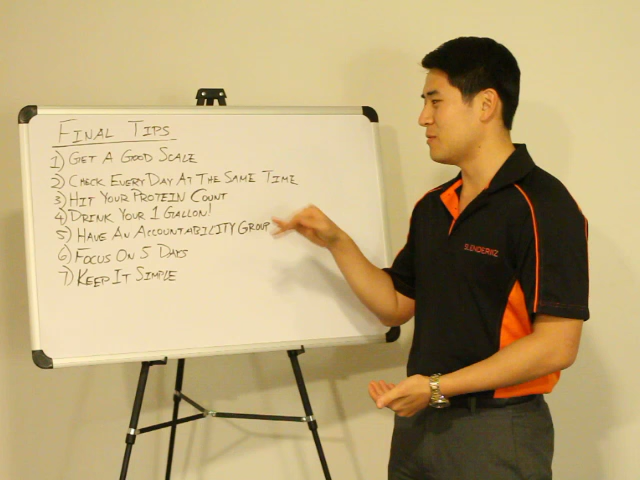 FINAL TIPS
1) GET A GOOD SCALE
2) CHECK EVERY DAY AT THE SAME TIME
3) HIT YOUR PROTEIN COUNT
4) DRINK YOUR 1 GALLON!
5) HAVE AN ACCOUNTABILITY GROUP
6) FOCUS ON 5 DAYS
7) KEEP IT SIMPLE
SLENDERIIZ